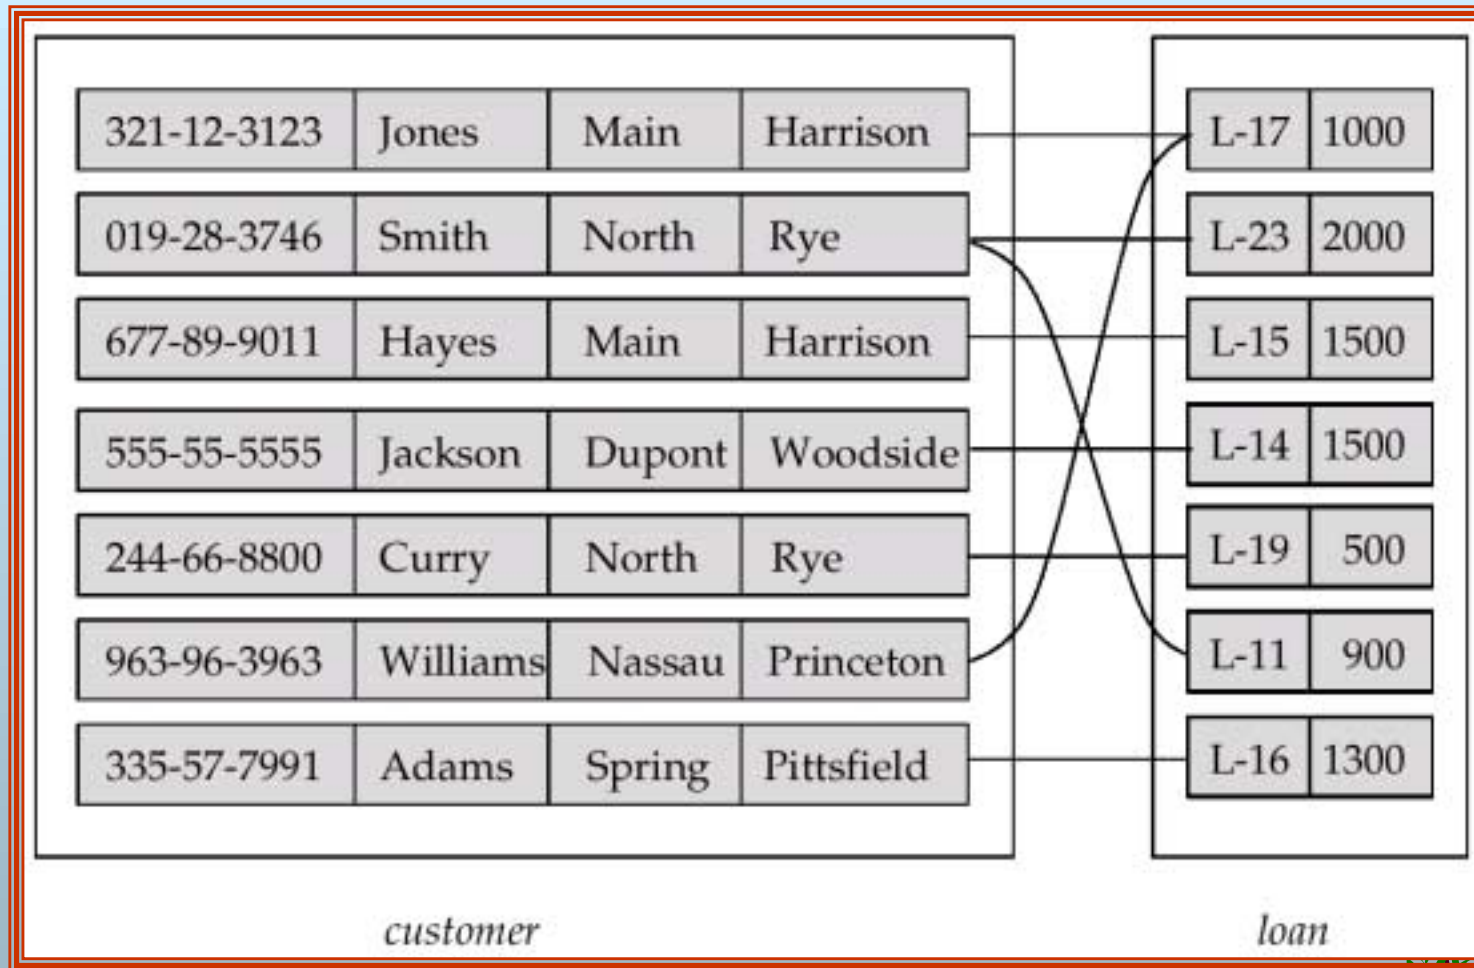 321-12-3123 Jones Main Harrison L-17 1000
019-28-3746 Smith North Rye L-23 2000
677-89-9011 Hayes Main Harrison L-15 1500
555-55-5555 Jackson Dupont Woodside L-14 1500
244-66-8800 Curry North Rye L-19 500
963-96-3963 Williams Nassau Princeton L-11 900
335-57-7991 Adams Spring Pittsfield L-16 1300
customer loan